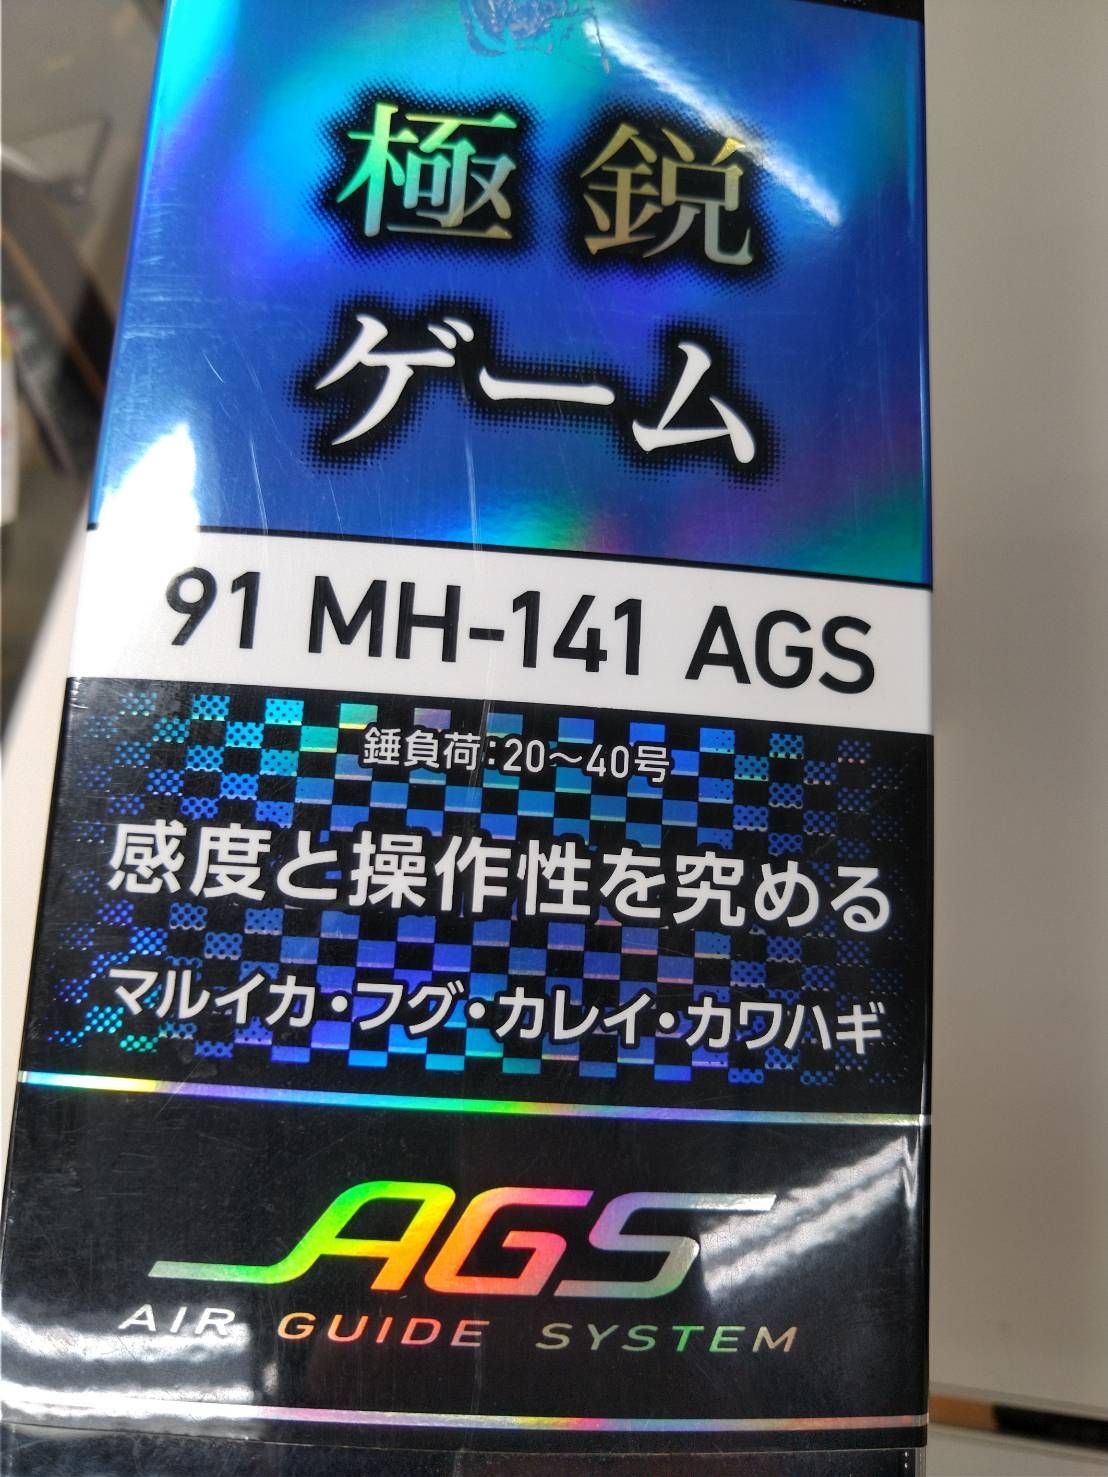 極鋭
ゲーム
91 MH-141 AGS
錘負荷:20〜40号
感度と操作性を究める
マルイカ・フグ・カレイ・カワハギ
AGS
AIR GUIDE SYSTEM